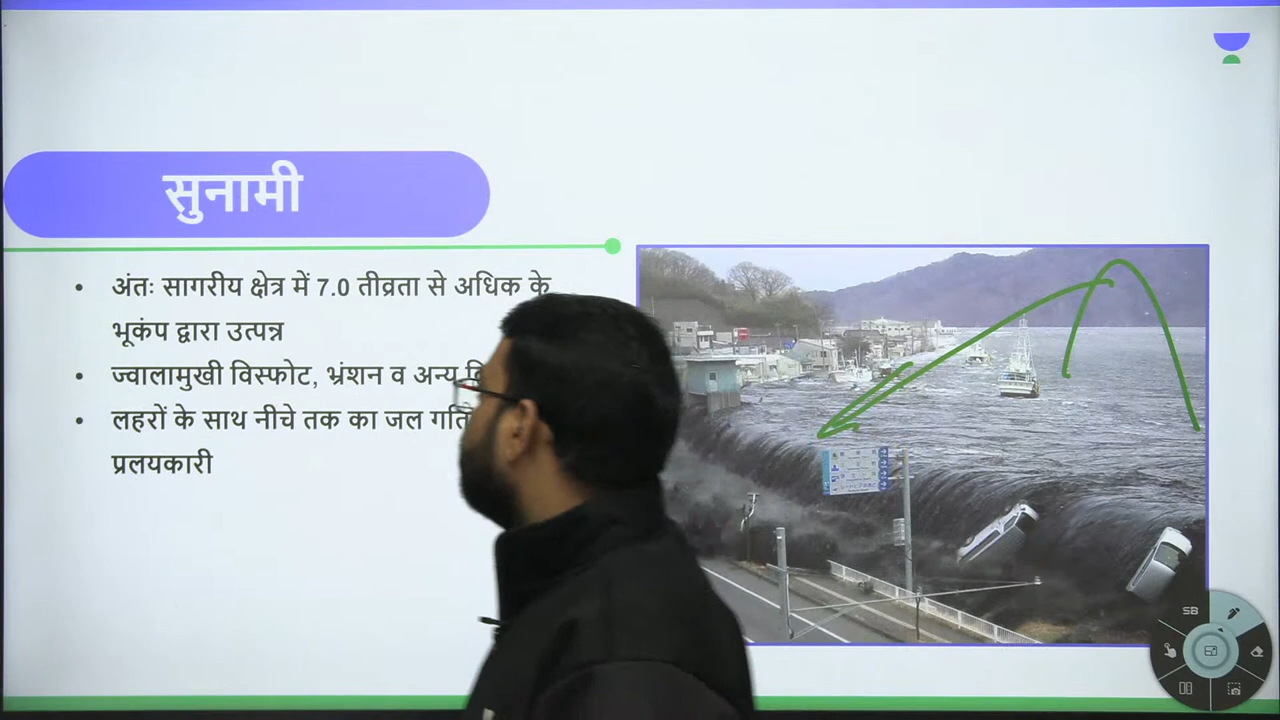 सुनामी
• अंतः सागरीय क्षेत्र में 7.0 तीव्रता से अधिक के
भूकंप द्वारा उत्पन्न
• ज्वालामुखी विस्फोट, भ्रंशन व अन्य
• लहरों के साथ नीचे तक का जल
प्रलयकारी
SB